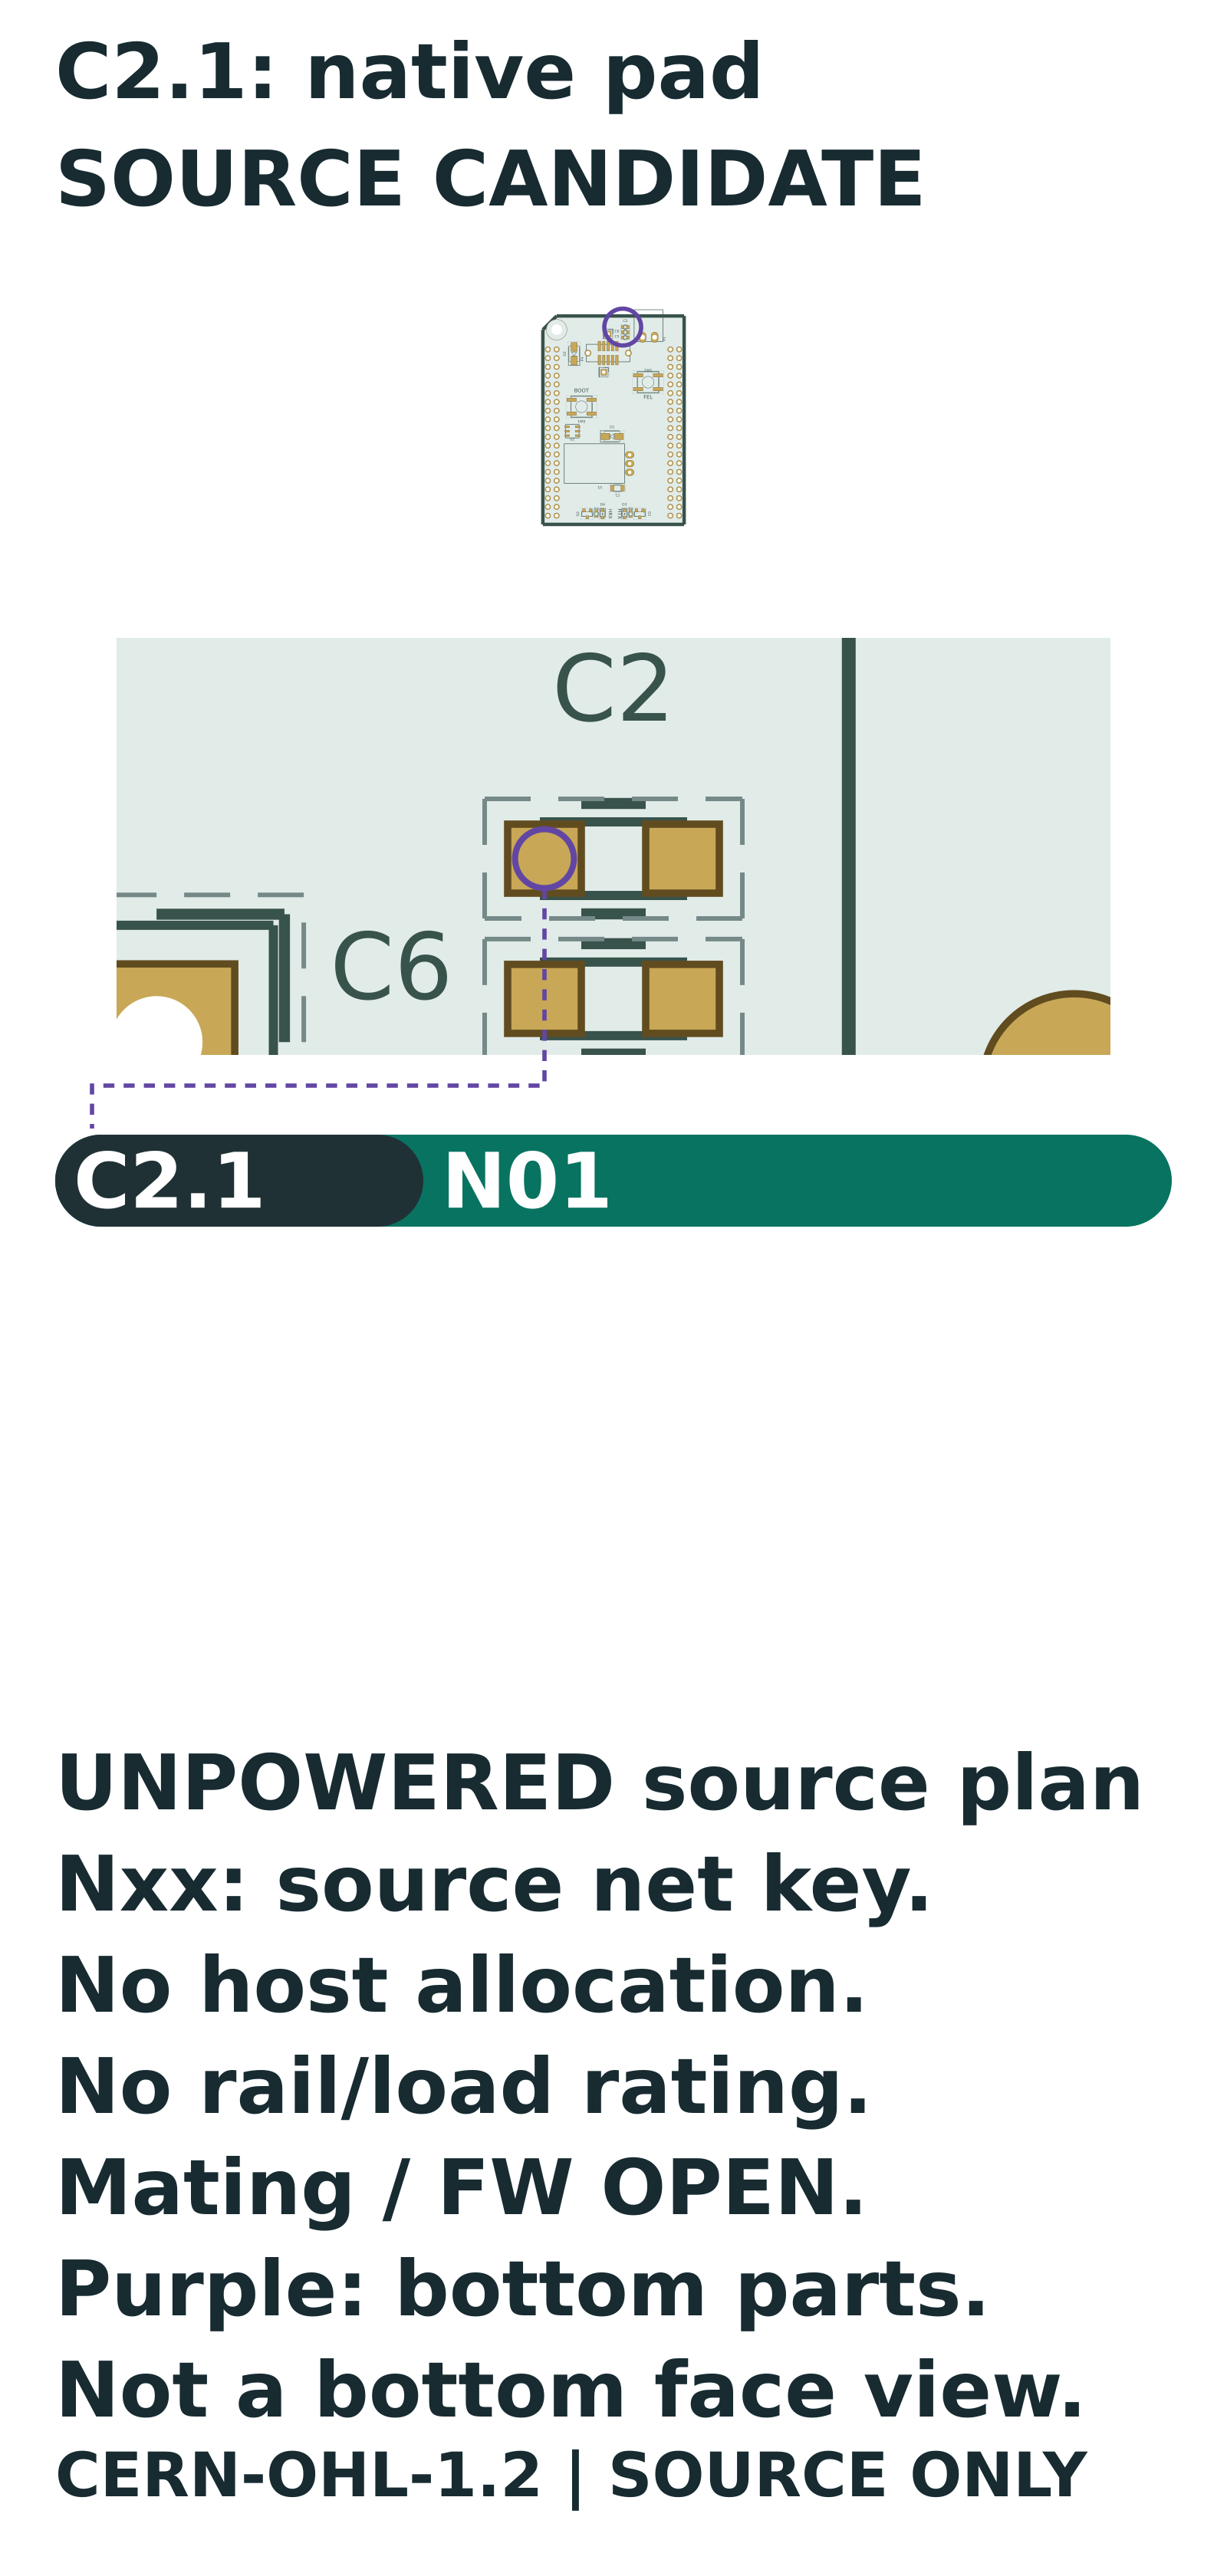 C2.1: native pad
SOURCE CANDIDATE
BOOT
FEL
C2
C6
C2.1 N01
UNPOWERED source plan
Nxx: source net key.
No host allocation.
No rail/load rating.
Mating / FW OPEN.
Purple: bottom parts.
Not a bottom face view.
CERN-OHL-1.2 | SOURCE ONLY